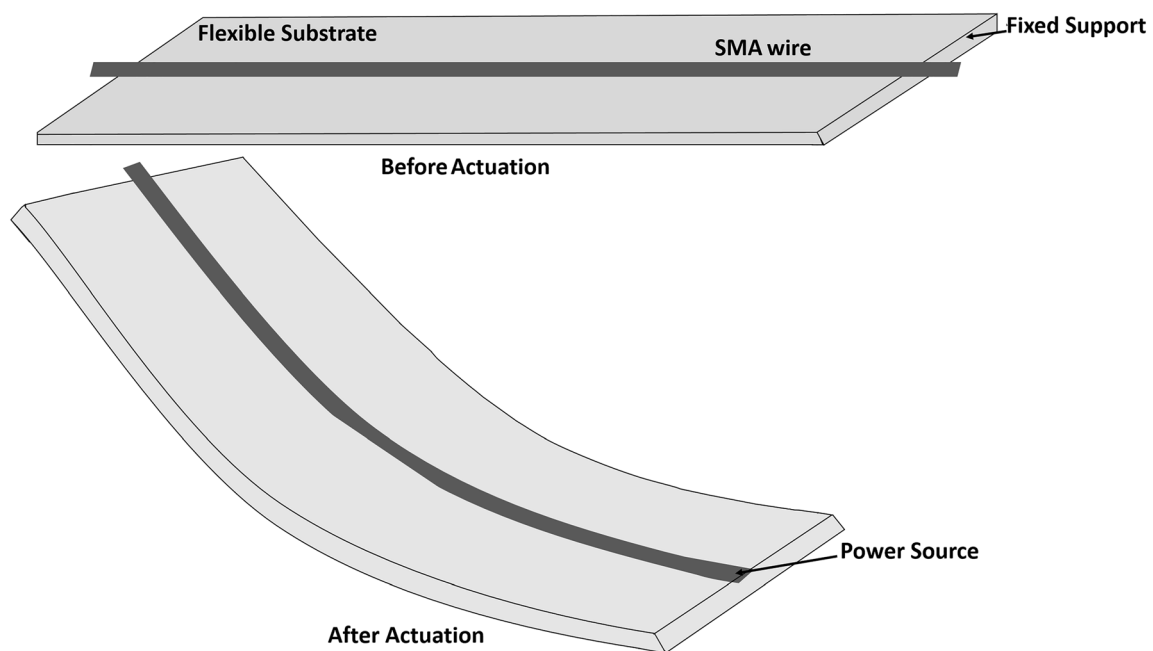 Flexible Substrate
SMA wire
Fixed Support
Before Actuation
Power Source
After Actuation